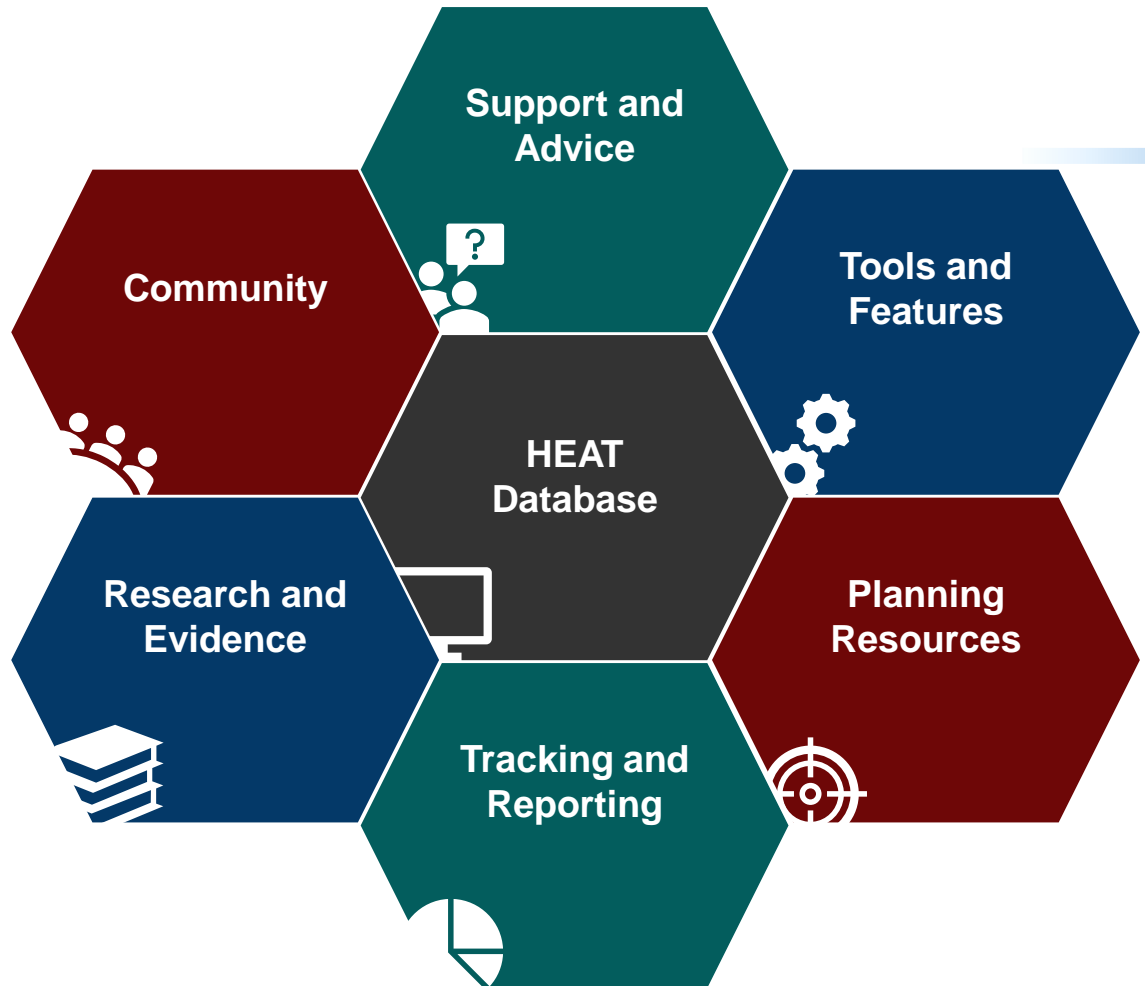 Support and
Advice
Community
Tools and
Features
HEAT
Database
Research and
Evidence
Planning
Resources
Tracking and
Reporting
?